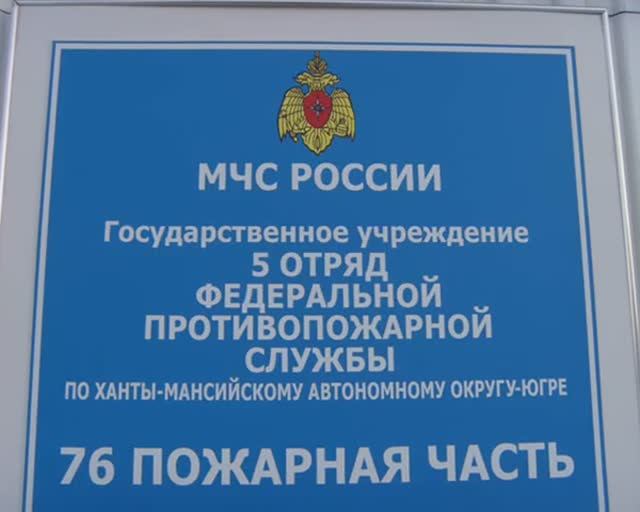 МЧС РОССИИ
Государственное учреждение
5 ОТРЯД
ФЕДЕРАЛЬНОЙ
ПРОТИВОПОЖАРНОЙ
СЛУЖБЫ
ПО ХАНТЫ-МАНСИЙСКОМУ АВТОНОМНОМУ ОКРУГУ-ЮГРЕ
76 ПОЖАРНАЯ ЧАСТЬ